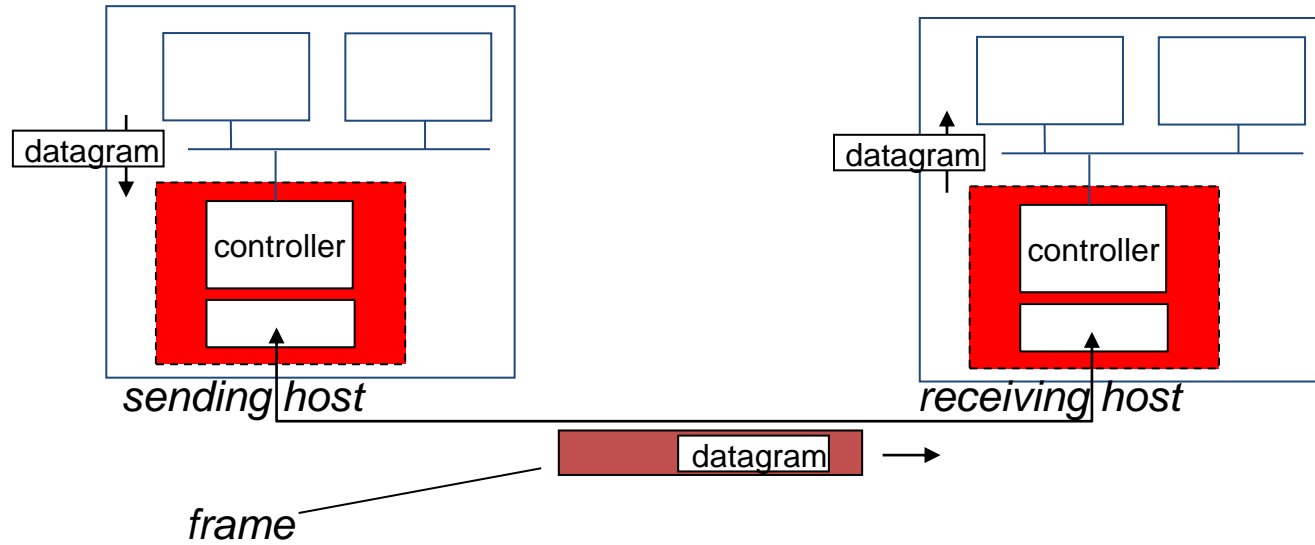 datagram
datagram
controller
controller
sending host
receiving host
datagram
frame